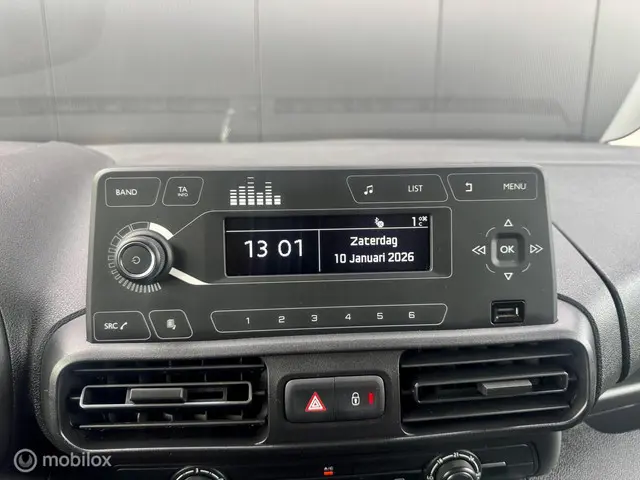 BAND
TA
INFO
LIST
MENU
13 01
1 °C
Zaterdag
10 Januari 2026
OK
SRC
1 2 3 4 5 6
A/C
mobilox